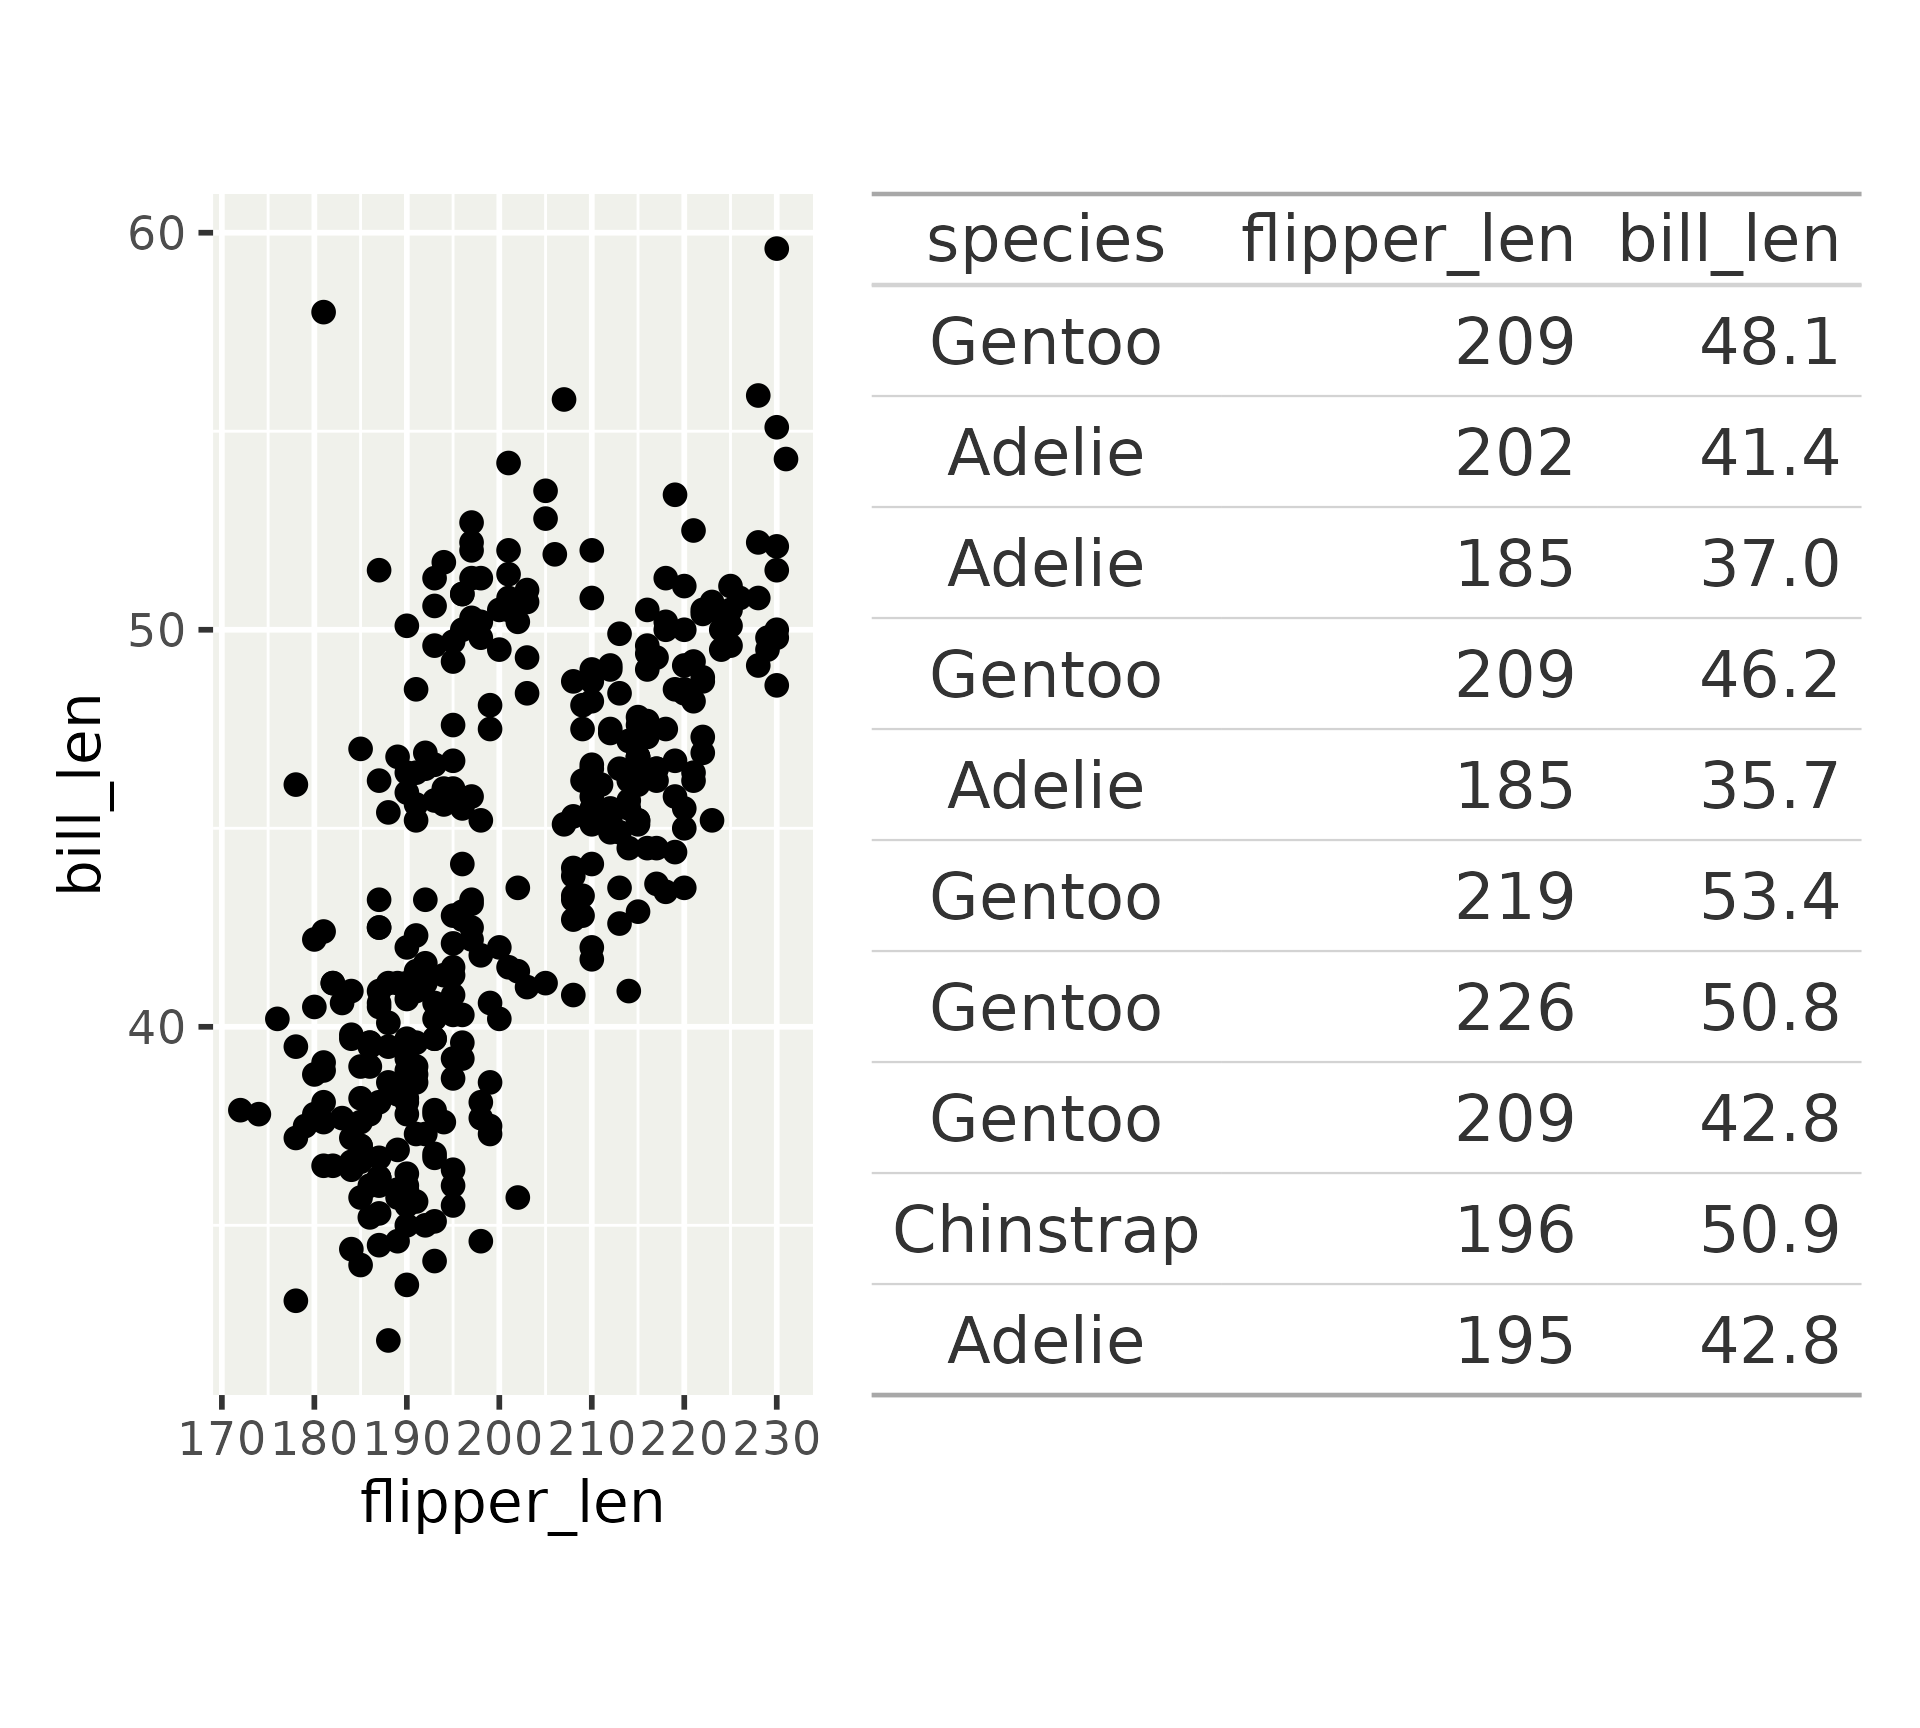 60
50
40
bill_len
170 180 190 200 210 220 230
flipper_len
species flipper_len bill_len
Gentoo 209 48.1
Adelie 202 41.4
Adelie 185 37.0
Gentoo 209 46.2
Adelie 185 35.7
Gentoo 219 53.4
Gentoo 226 50.8
Gentoo 209 42.8
Chinstrap 196 50.9
Adelie 195 42.8